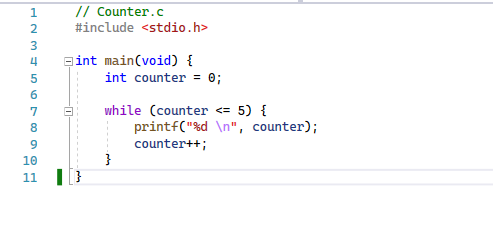 1 // Counter.c
2 #include <stdio.h>
3
4 int main(void) {
5     int counter = 0;
6
7     while (counter <= 5) {
8         printf("%d \n", counter);
9         counter++;
10     }
11 }